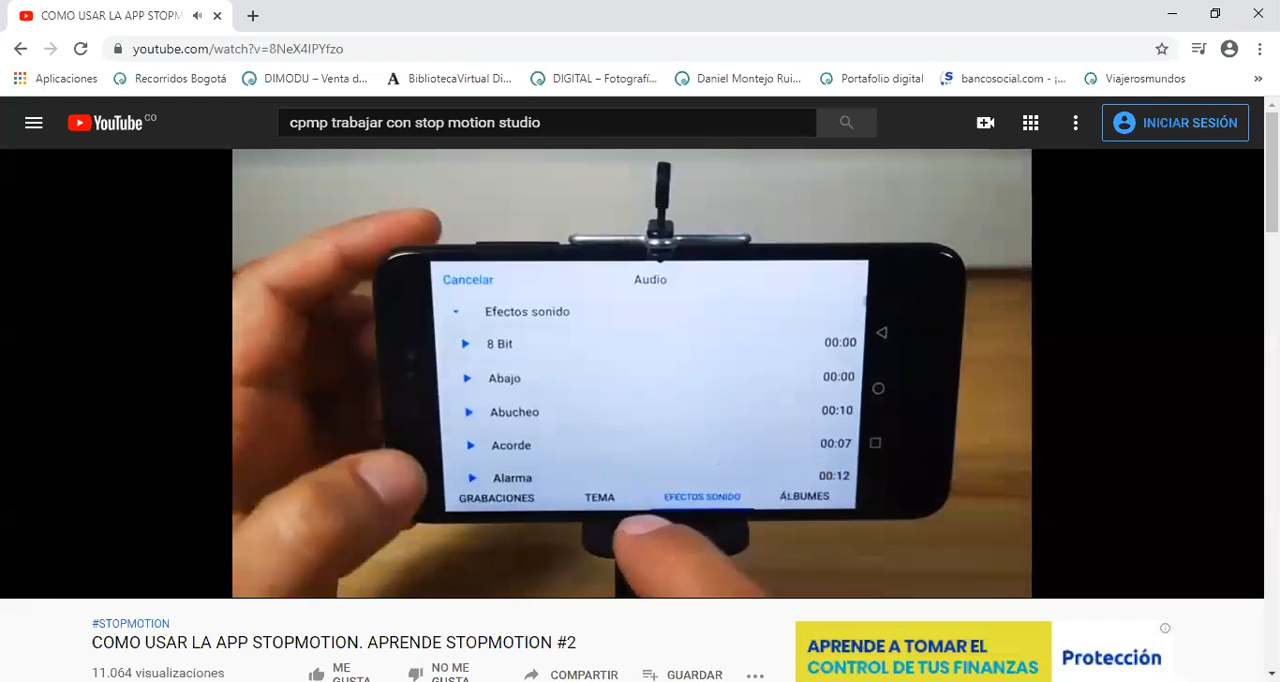 COMO USAR LA APP STOPM
youtube.com/watch?v=8NeX4IPYfzo
Aplicaciones Recorridos Bogotá DIMODU – Venta d... A BibliotecaVirtual Di... DIGITAL – Fotografí... Daniel Montejo Rui... Portafolio digital S bancosocial.com - ¡... Viajerosmundos »
YouTube CO cpmp trabajar con stop motion studio INICIAR SESIÓN
Cancelar Audio
Efectos sonido
8 Bit 00:00
Abajo 00:00
Abucheo 00:10
Acorde 00:07
Alarma 00:12
GRABACIONES TEMA EFECTOS SONIDO ÁLBUMES
#STOPMOTION
COMO USAR LA APP STOPMOTION. APRENDE STOPMOTION #2
11.064 visualizaciones ME GUSTA NO ME GUSTA COMPARTIR GUARDAR
APRENDE A TOMAR EL
CONTROL DE TUS FINANZAS
Protección